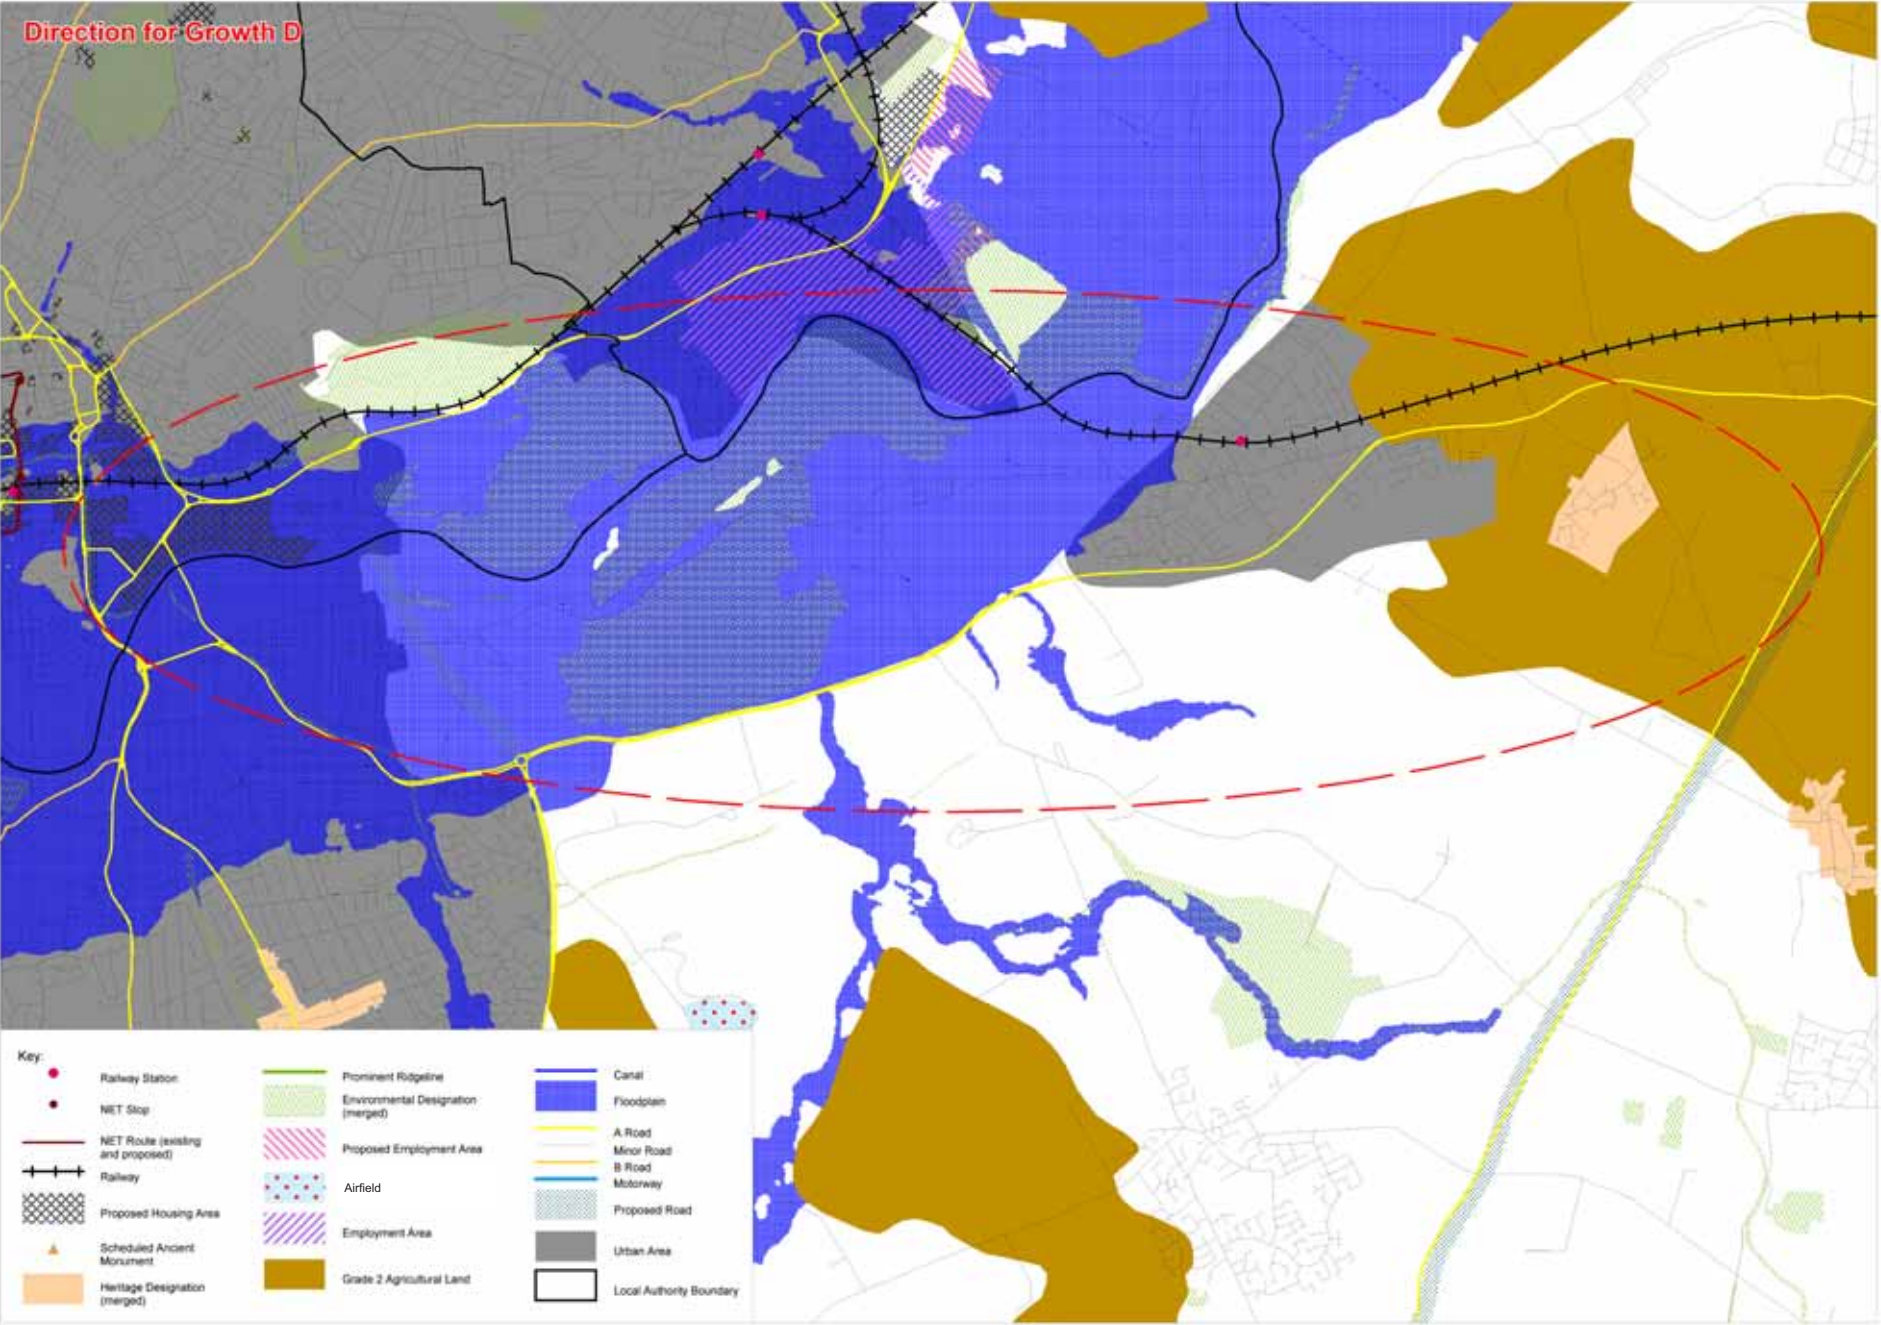 Direction for Growth D
Key:
Railway Station
NET Stop
NET Route (existing
and proposed)
Railway
Proposed Housing Area
Scheduled Ancient
Monument
Heritage Designation
(merged)
Prominent Ridgeline
Environmental Designation
(merged)
Proposed Employment Area
Airfield
Employment Area
Grade 2 Agricultural Land
Canal
Floodplain
A Road
Minor Road
B Road
Motorway
Proposed Road
Urban Area
Local Authority Boundary